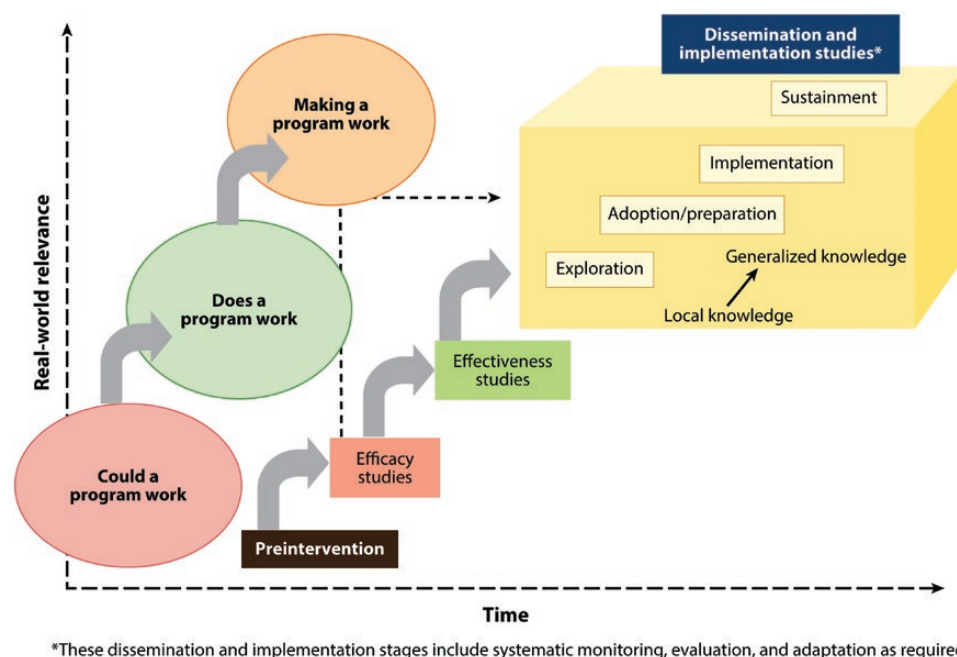 Dissemination and
implementation studies*
Sustainment
Making a
program work
Implementation
Adoption/preparation
Generalized knowledge
Exploration
Local knowledge
Does a
program work
Effectiveness
studies
Could a
program work
Efficacy
studies
Preintervention
Real-world relevance
Time
*These dissemination and implementation stages include systematic monitoring, evaluation, and adaptation as required